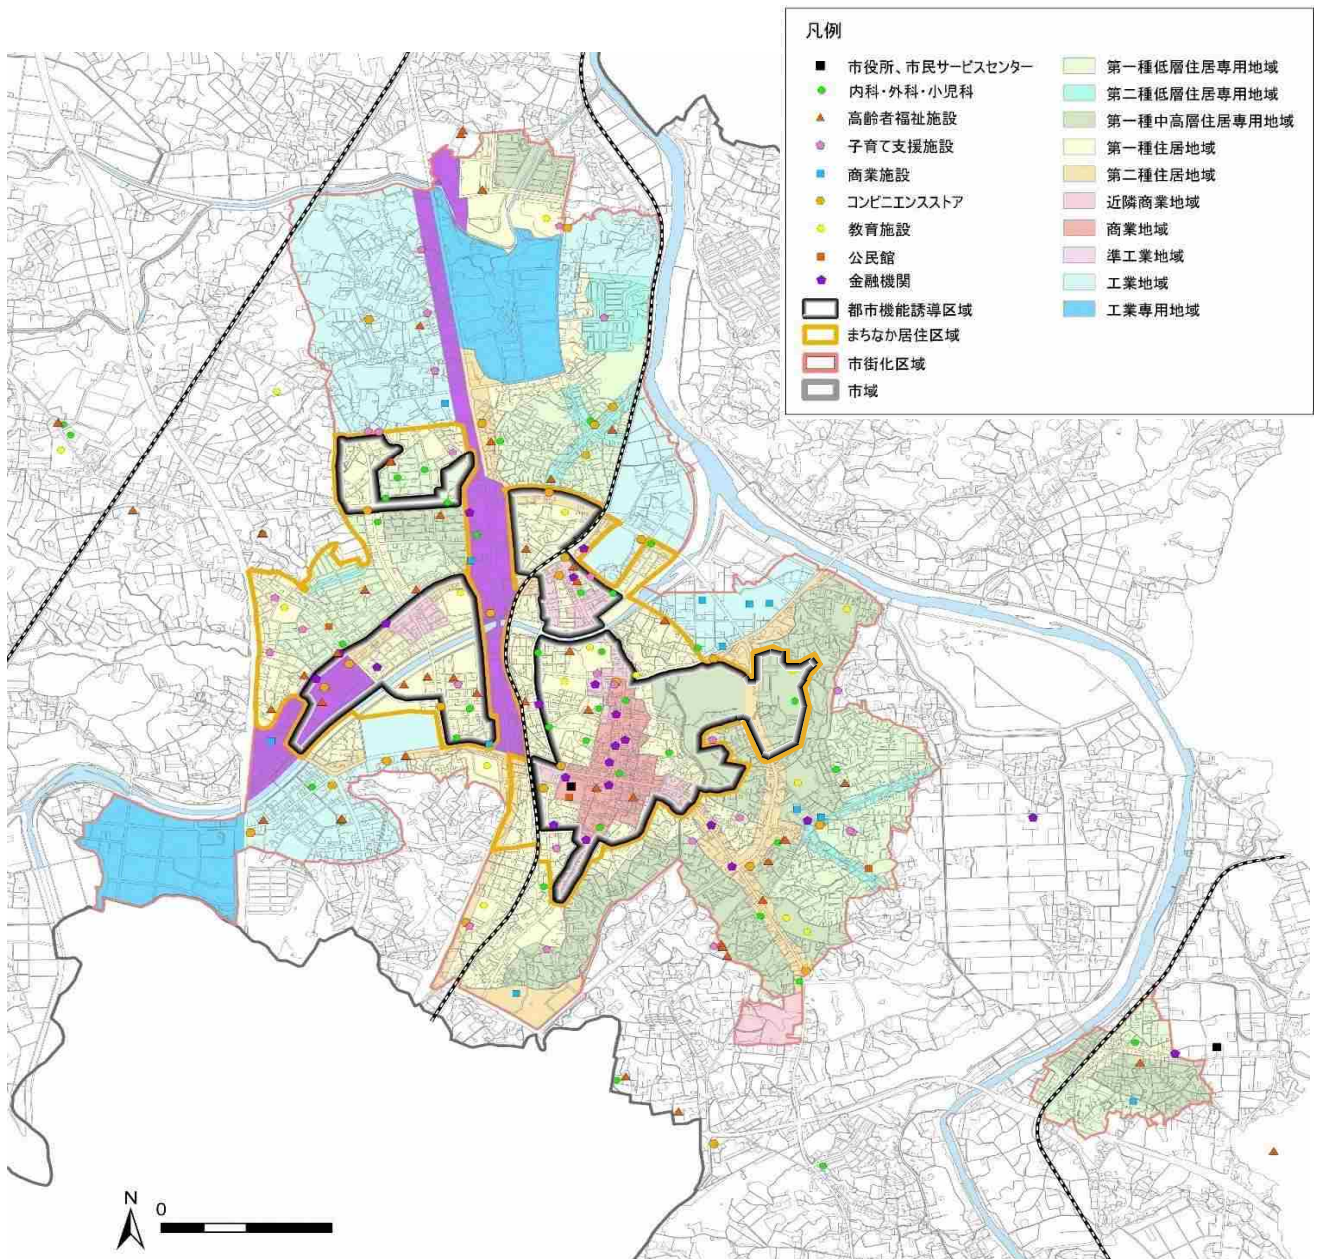 凡例
市役所、市民サービスセンター
内科・外科・小児科
高齢者福祉施設
子育て支援施設
商業施設
コンビニエンスストア
教育施設
公民館
金融機関
都市機能誘導区域
まちなか居住区域
市街化区域
市域
第一種低層住居専用地域
第二種低層住居専用地域
第一種中高層住居専用地域
第一種住居地域
第二種住居地域
近隣商業地域
商業地域
準工業地域
工業地域
工業専用地域
N
0